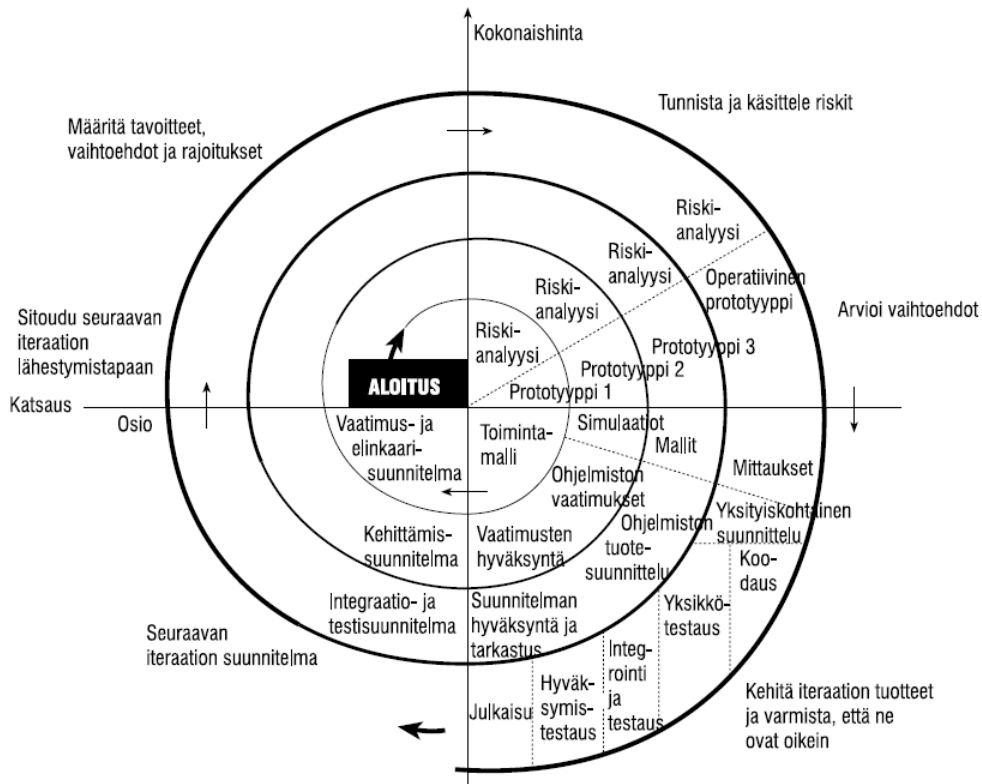 Kokonaishinta
Tunnista ja käsittele riskit
Määritä tavoitteet,
vaihtoehdot ja rajoitukset
Riski-
analyysi
Riski-
analyysi
Operatiivinen
prototyyppi
Riski-
analyysi
Riski-
analyysi
Arvioi vaihtoehdot
Sitoudu seuraavan
iteraation
lähestymistapaan
Prototyyppi 3
Prototyyppi 2
Prototyyppi 1
ALOITUS
Katsaus
Osio
Vaatimus- ja
elinkaari-
suunnitelma
Toiminta-
malli
Simulaatiot
Mallit
Mittaukset
Ohjelmiston
vaatimukset
Yksityiskohtainen
suunnittelu
Kehittämis-
suunnitelma
Vaatimusten
hyväksyntä
Ohjelmiston
tuote-
suunnittelu
Koo-
daus
Integraatio- ja
testisuunnitelma
Suunnitelman
hyväksyntä ja
tarkastus
Yksikkö-
testaus
Seuraavan
iteraation suunnitelma
Integ-
rointi
ja
testaus
Hyväk-
symis-
testaus
Julkaisu
Kehitä iteraation tuotteet
ja varmista, että ne
ovat oikein